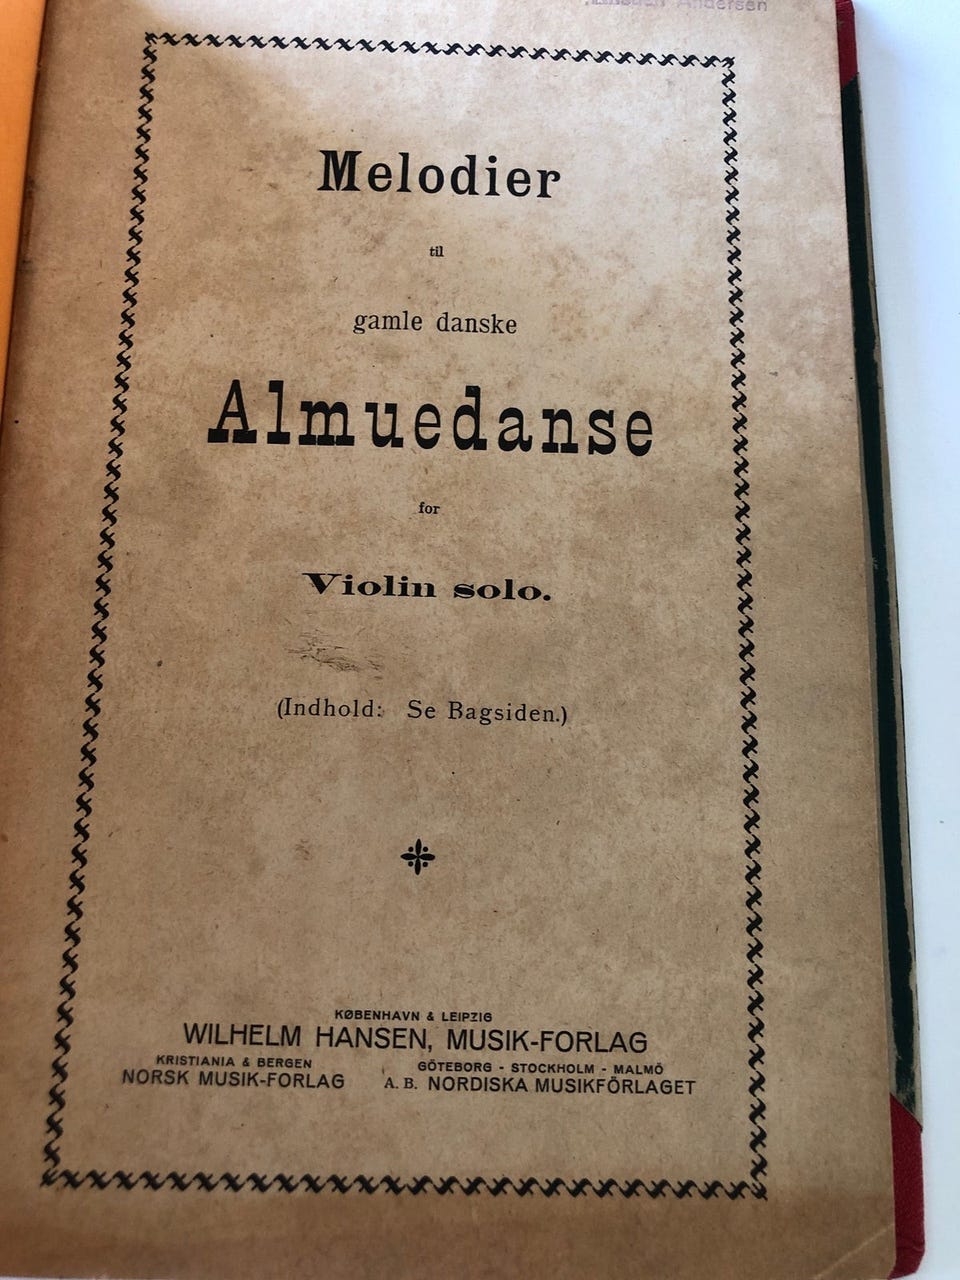 Andersen
Melodier
til
gamle danske
Almuedanse
for
Violin solo.
(Indhold: Se Bagsiden.)
KØBENHAVN & LEIPZIG
WILHELM HANSEN, MUSIK-FORLAG
KRISTIANIA & BERGEN
NORSK MUSIK-FORLAG
GÖTEBORG - STOCKHOLM - MALMÖ
A. B. NORDISKA MUSIKFÖRLAGET